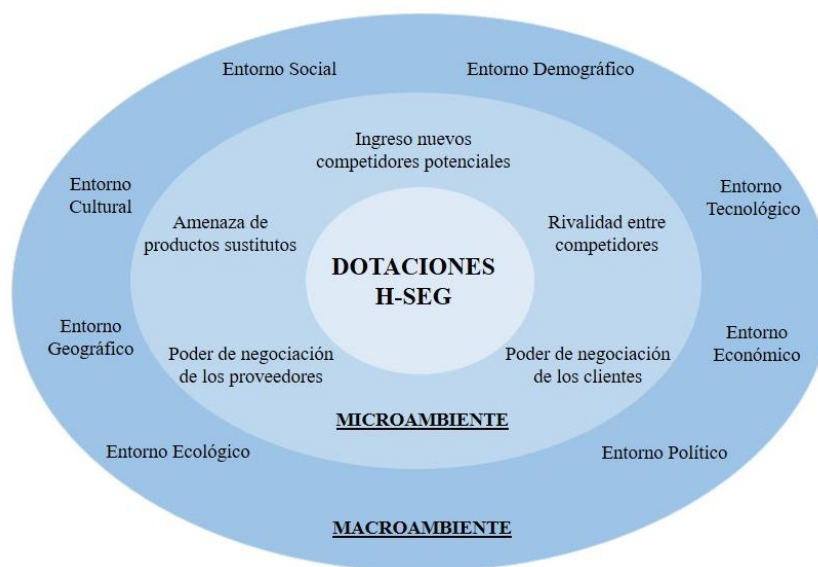 Entorno Social
Entorno Demográfico
Ingreso nuevos
competidores potenciales
Entorno
Cultural
Entorno
Tecnológico
Amenaza de
productos sustitutos
Rivalidad entre
competidores
DOTACIONES
H-SEG
Entorno
Geográfico
Entorno
Económico
Poder de negociación
de los proveedores
Poder de negociación
de los clientes
MICROAMBIENTE
Entorno Ecológico
Entorno Político
MACROAMBIENTE